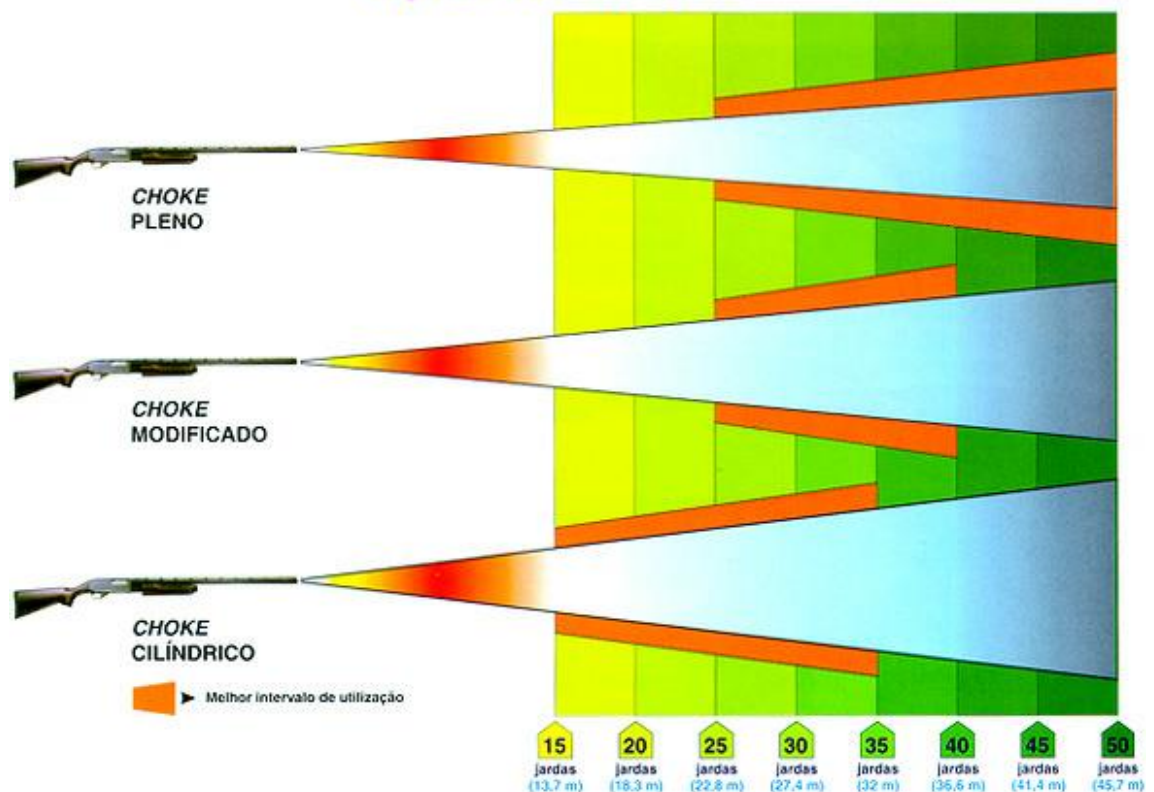 CHOKE
PLENO
CHOKE
MODIFICADO
CHOKE
CILÍNDRICO
Melhor intervalo de utilização
15 20 25 30 35 40 45 50
jardas jardas jardas jardas jardas jardas jardas jardas
(13,7 m) (18,3 m) (22,8 m) (27,4 m) (32 m) (36,6 m) (41,4 m) (45,7 m)